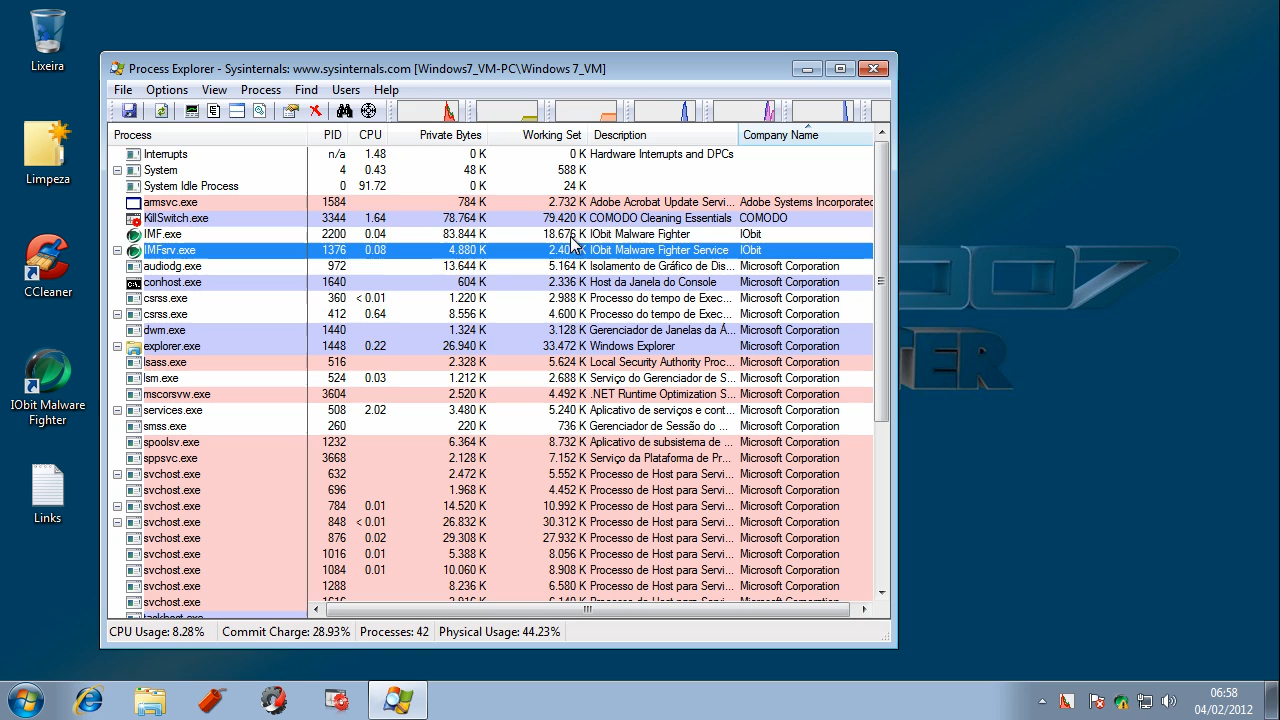 Lixeira
Limpeza
CCleaner
IObit Malware
Fighter
Links
Process Explorer - Sysinternals: www.sysinternals.com [Windows7_VM-PC\Windows 7_VM]
File Options View Process Find Users Help
Process PID CPU Private Bytes Working Set Description Company Name
Interrupts n/a 1.48 0 K 0 K Hardware Interrupts and DPCs
System 4 0.43 48 K 588 K
System Idle Process 0 91.72 0 K 24 K
armsvc.exe 1584 784 K 2.732 K Adobe Acrobat Update Servi... Adobe Systems Incorporated
KillSwitch.exe 3344 1.64 78.764 K 79.420 K COMODO Cleaning Essentials COMODO
IMF.exe 2200 0.04 83.844 K 18.676 K IObit Malware Fighter IObit
IMFsrv.exe 1376 0.08 4.880 K K IObit Malware Fighter Service IObit
audiodg.exe 972 13.644 K 5.164 K Isolamento de Gráfico de Dis... Microsoft Corporation
conhost.exe 1640 604 K 2.336 K Host da Janela do Console Microsoft Corporation
csrss.exe 360 < 0.01 1.220 K 2.988 K Processo do tempo de Exec... Microsoft Corporation
csrss.exe 412 0.64 8.556 K 4.600 K Processo do tempo de Exec... Microsoft Corporation
dwm.exe 1440 1.324 K 3.128 K Gerenciador de Janelas da Á... Microsoft Corporation
explorer.exe 1448 0.22 26.940 K 33.472 K Windows Explorer Microsoft Corporation
lsass.exe 516 2.328 K 5.624 K Local Security Authority Proc... Microsoft Corporation
lsm.exe 524 0.03 1.212 K 2.688 K Serviço do Gerenciador de S... Microsoft Corporation
mscorsvw.exe 3604 2.520 K 4.492 K .NET Runtime Optimization S... Microsoft Corporation
services.exe 508 2.02 3.480 K 5.240 K Aplicativo de serviços e cont... Microsoft Corporation
smss.exe 260 220 K 736 K Gerenciador de Sessão do ... Microsoft Corporation
spoolsv.exe 1232 6.364 K 8.732 K Aplicativo de subsistema de ... Microsoft Corporation
sppsvc.exe 3668 2.128 K 7.152 K Serviço da Plataforma de Pr... Microsoft Corporation
svchost.exe 632 2.472 K 5.552 K Processo de Host para Servi... Microsoft Corporation
svchost.exe 696 1.968 K 4.452 K Processo de Host para Servi... Microsoft Corporation
svchost.exe 784 0.01 14.520 K 10.992 K Processo de Host para Servi... Microsoft Corporation
svchost.exe 848 < 0.01 26.832 K 30.312 K Processo de Host para Servi... Microsoft Corporation
svchost.exe 876 0.02 29.308 K 27.932 K Processo de Host para Servi... Microsoft Corporation
svchost.exe 1016 0.01 5.388 K 8.056 K Processo de Host para Servi... Microsoft Corporation
svchost.exe 1084 0.01 10.060 K 8.908 K Processo de Host para Servi... Microsoft Corporation
svchost.exe 1288 8.236 K 6.580 K Processo de Host para Servi... Microsoft Corporation
svchost.exe Processo de Host para Servi... Microsoft Corporation
taskhost.exe
CPU Usage: 8.28% Commit Charge: 28.93% Processes: 42 Physical Usage: 44.23%
007
06:58
04/02/2012